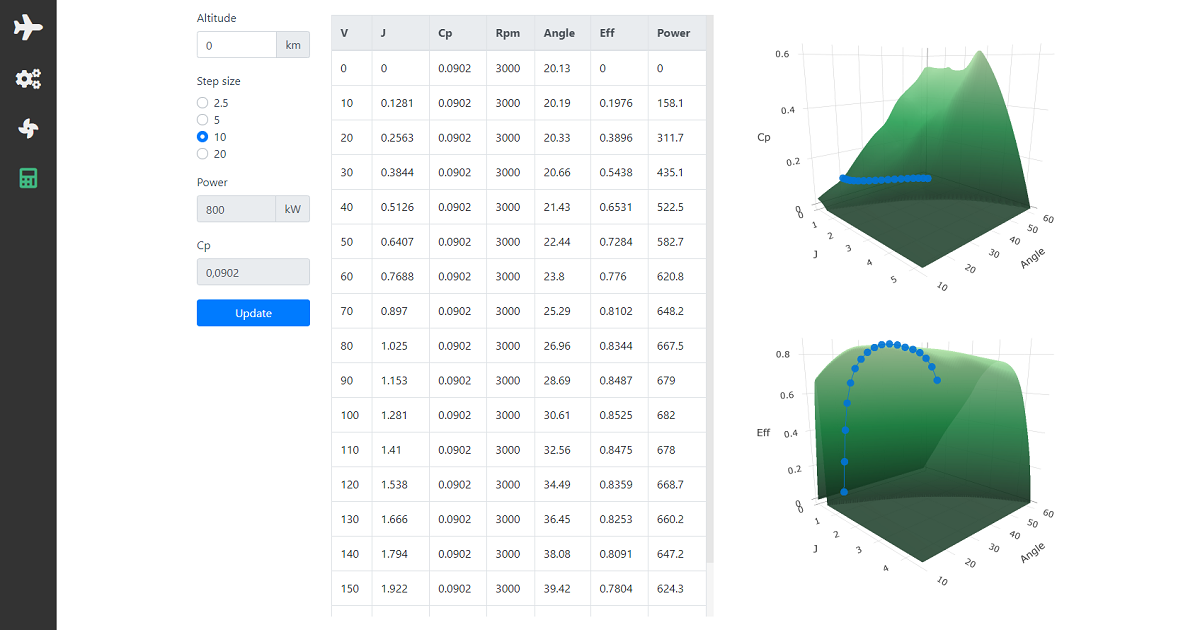 Altitude
0 km
Step size
2.5
5
10
20
Power
800 kW
Cp
0,0902
Update
V J Cp Rpm Angle Eff Power
0 0 0.0902 3000 20.13 0 0
10 0.1281 0.0902 3000 20.19 0.1976 158.1
20 0.2563 0.0902 3000 20.33 0.3896 311.7
30 0.3844 0.0902 3000 20.66 0.5438 435.1
40 0.5126 0.0902 3000 21.43 0.6531 522.5
50 0.6407 0.0902 3000 22.44 0.7284 582.7
60 0.7688 0.0902 3000 23.8 0.776 620.8
70 0.897 0.0902 3000 25.29 0.8102 648.2
80 1.025 0.0902 3000 26.96 0.8344 667.5
90 1.153 0.0902 3000 28.69 0.8487 679
100 1.281 0.0902 3000 30.61 0.8525 682
110 1.41 0.0902 3000 32.56 0.8475 678
120 1.538 0.0902 3000 34.49 0.8359 668.7
130 1.666 0.0902 3000 36.45 0.8253 660.2
140 1.794 0.0902 3000 38.08 0.8091 647.2
150 1.922 0.0902 3000 39.42 0.7804 624.3
0.6
0.4
Cp
0.2
0
0
1
2
3
4
5
J
10
20
30
40
50
60
Angle
0.8
0.6
Eff
0.4
0.2
0
0
1
2
3
4
J
10
20
30
40
50
60
Angle